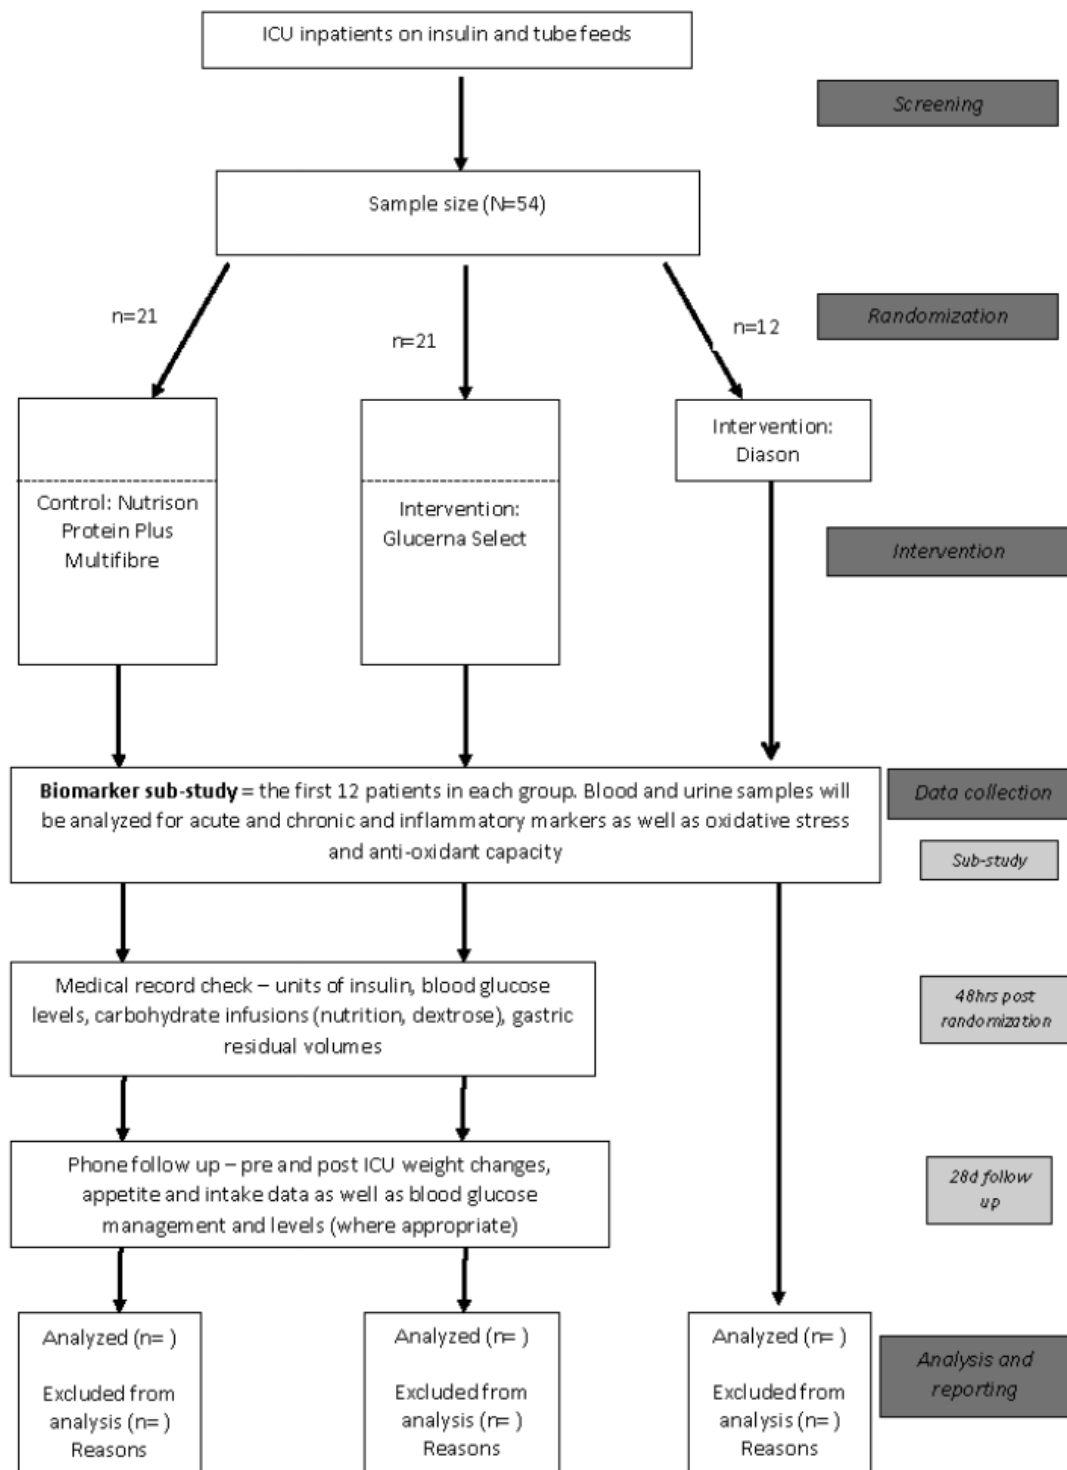 ICU inpatients on insulin and tube feeds
Screening
Sample size (N=54)
n=21
n=21
n=12
Randomization
Control: Nutrison
Protein Plus
Multifibre
Intervention:
Glucerna Select
Intervention:
Diason
Intervention
Biomarker sub-study = the first 12 patients in each group. Blood and urine samples will
be analyzed for acute and chronic and inflammatory markers as well as oxidative stress
and anti-oxidant capacity
Data collection
Sub-study
Medical record check – units of insulin, blood glucose
levels, carbohydrate infusions (nutrition, dextrose), gastric
residual volumes
48hrs post
randomization
Phone follow up – pre and post ICU weight changes,
appetite and intake data as well as blood glucose
management and levels (where appropriate)
28d follow
up
Analyzed (n= )
Excluded from
analysis (n= )
Reasons
Analyzed (n= )
Excluded from
analysis (n= )
Reasons
Analyzed (n= )
Excluded from
analysis (n= )
Reasons
Analysis and
reporting